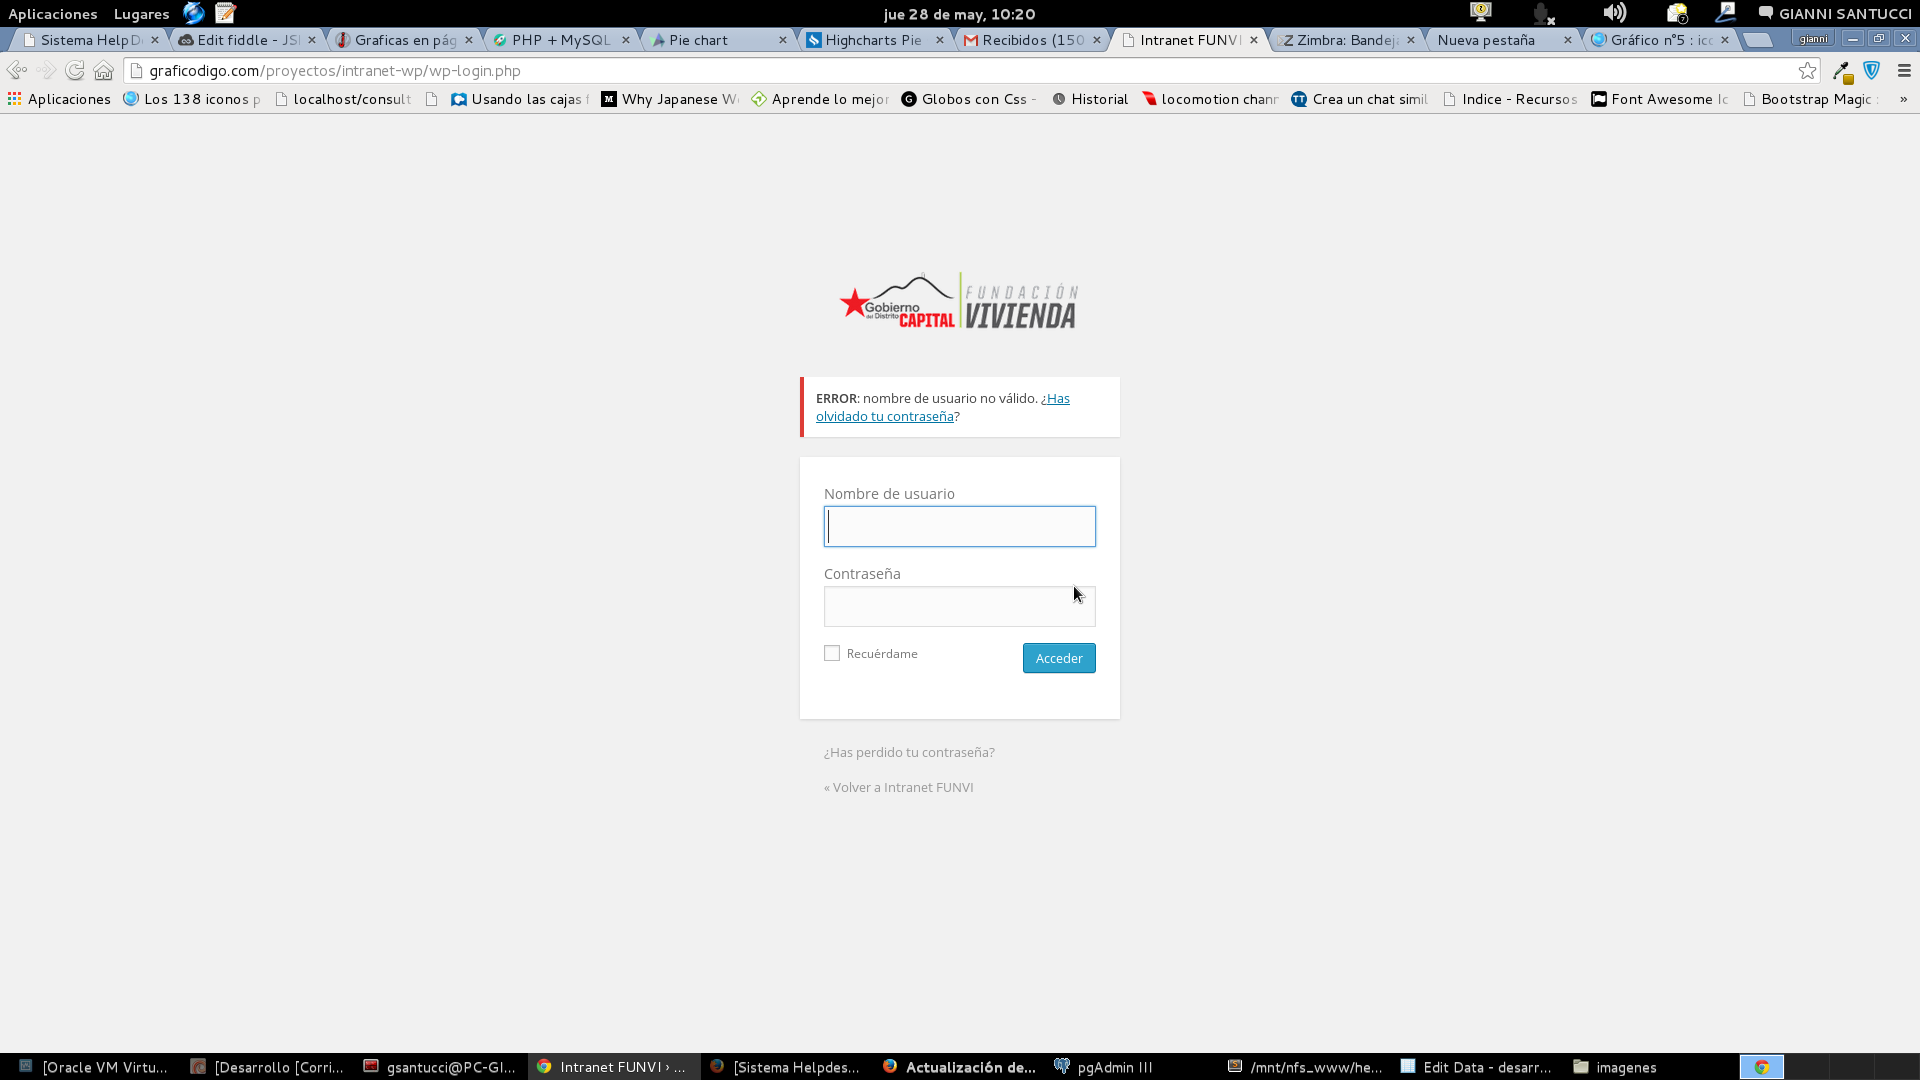 Aplicaciones Lugares jue 28 de may, 10:20 GIANNI SANTUCCI
Sistema HelpD Edit fiddle - JS Graficas en pág PHP + MySQL Pie chart Highcharts Pie Recibidos (150 Intranet FUNVI Zimbra: Bandej Nueva pestaña Gráfico n°5 : ic gianni
graficodigo.com/proyectos/intranet-wp/wp-login.php
Aplicaciones Los 138 iconos p localhost/consult Usando las cajas f Why Japanese W Aprende lo mejor Globos con Css - Historial locomotion chann Crea un chat simil Indice - Recursos Font Awesome Ic Bootstrap Magic : »
Gobierno
del Distrito
CAPITAL
FUNDACIÓN
VIVIENDA
ERROR: nombre de usuario no válido. ¿Has
olvidado tu contraseña?
Nombre de usuario
Contraseña
Recuérdame
Acceder
¿Has perdido tu contraseña?
« Volver a Intranet FUNVI
[Oracle VM Virtu... [Desarrollo [Corri... gsantucci@PC-GI... Intranet FUNVI › ... [Sistema Helpdes... Actualización de... pgAdmin III /mnt/nfs_www/he... Edit Data - desarr... imagenes